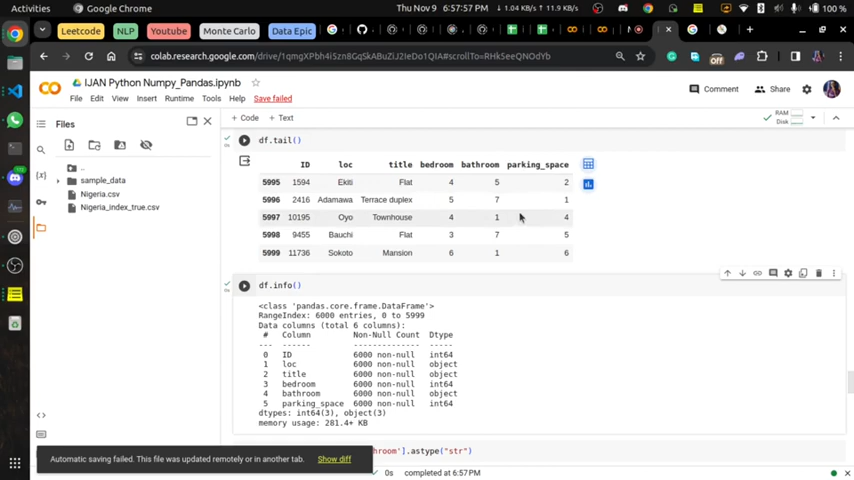 Activities
Google Chrome
Thu Nov 9 6:57:57 PM
1.04 kB/s
11.9 kB/s
100 %
Leetcode
NLP
Youtube
Monte Carlo
Data Epic
IJAN Python Numpy_Pandas.ipynb
File Edit View Insert Runtime Tools Help Save failed
Comment
Share
Files
+ Code + Text
RAM
Disk
..
sample_data
Nigeria.csv
Nigeria_index_true.csv
{x}
Off
df.tail()
ID loc title bedroom bathroom parking_space
5995 1594 Ekiti Flat 4 5 2
5996 2416 Adamawa Terrace duplex 5 7 1
5997 10195 Oyo Townhouse 4 1 4
5998 9455 Bauchi Flat 3 7 5
5999 11736 Sokoto Mansion 6 1 6
df.info()
<class 'pandas.core.frame.DataFrame'>
RangeIndex: 6000 entries, 0 to 5999
Data columns (total 6 columns):
# Column Non-Null Count Dtype
--- ------ -------------- -----
0 ID 6000 non-null int64
1 loc 6000 non-null object
2 title 6000 non-null object
3 bedroom 6000 non-null int64
4 bathroom 6000 non-null object
5 parking_space 6000 non-null int64
dtypes: int64(3), object(3)
memory usage: 281.4+ KB
hroom'].astype("str")
Automatic saving failed. This file was updated remotely or in another tab. Show diff
0s completed at 6:57PM